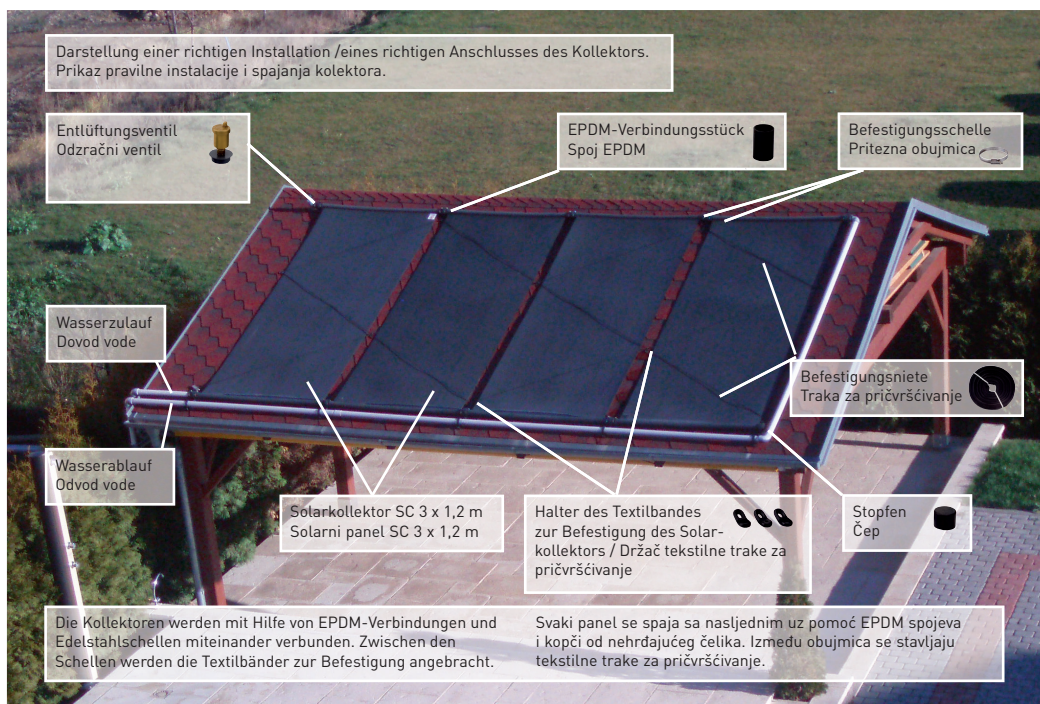 Darstellung einer richtigen Installation /eines richtigen Anschlusses des Kollektors.
Prikaz pravilne instalacije i spajanja kolektora.
Entlüftungsventil
Odzračni ventil
EPDM-Verbindungsstück
Spoj EPDM
Befestigungsschelle
Pritezna obujmica
Wasserzulauf
Dovod vode
Befestigungsniete
Traka za pričvršćivanje
Wasserablauf
Odvod vode
Solarkollektor SC 3 x 1,2 m
Solarni panel SC 3 x 1,2 m
Halter des Textilbandes
zur Befestigung des Solar-
kollektors / Držač tekstilne trake za
pričvršćivanje
Stopfen
Čep
Die Kollektoren werden mit Hilfe von EPDM-Verbindungen und
Edelstahlschellen miteinander verbunden. Zwischen den
Schellen werden die Textilbänder zur Befestigung angebracht.
Svaki panel se spaja sa nasljednim uz pomoć EPDM spojeva
i kopči od nehrđajućeg čelika. Između obujmica se stavljaju
tekstilne trake za pričvršćivanje.